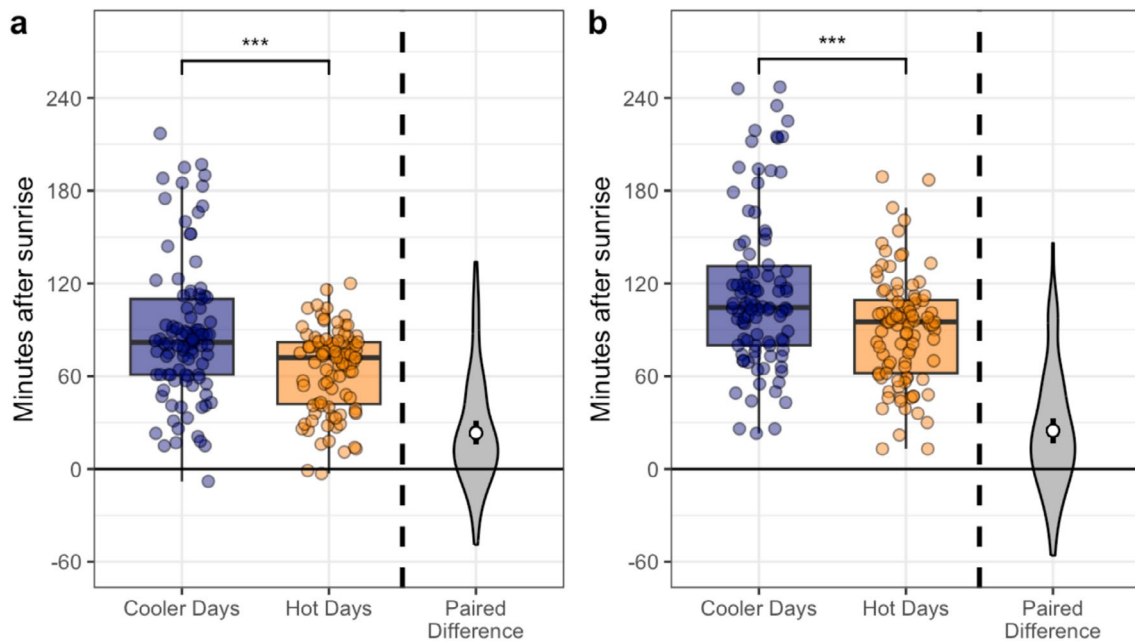 a
***
Minutes after sunrise
240
180
120
60
0
-60
Cooler Days
Hot Days
Paired
Difference
b
***
Minutes after sunrise
240
180
120
60
0
-60
Cooler Days
Hot Days
Paired
Difference